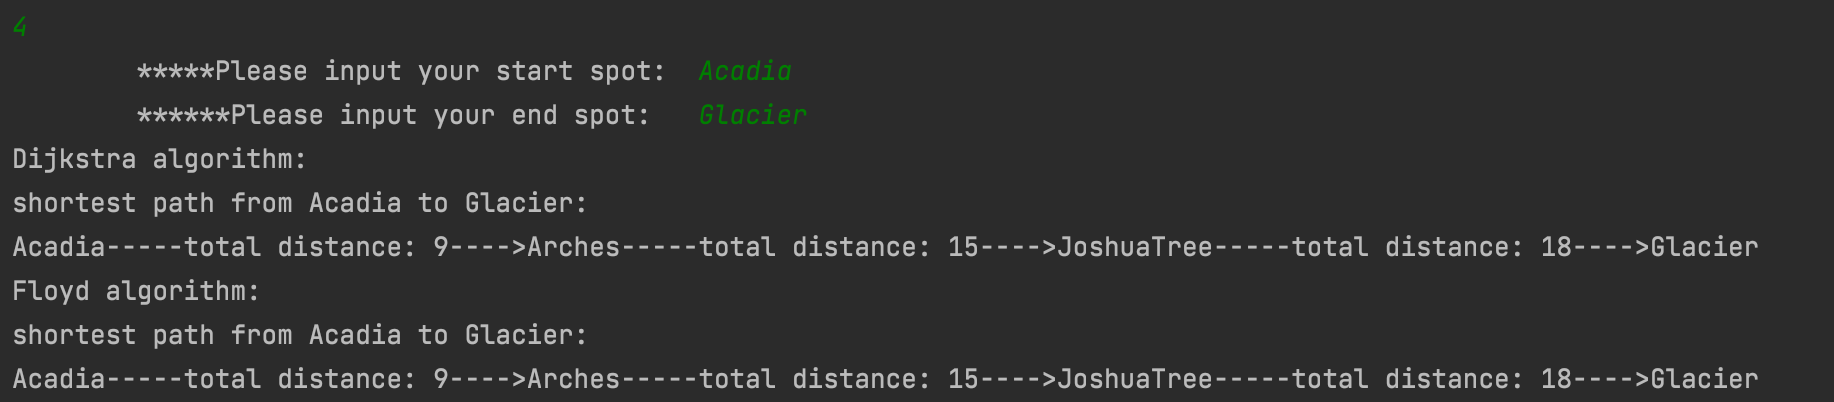 4
*****Please input your start spot: Acadia
******Please input your end spot: Glacier
Dijkstra algorithm:
shortest path from Acadia to Glacier:
Acadia-----total distance: 9---->Arches-----total distance: 15---->JoshuaTree-----total distance: 18---->Glacier
Floyd algorithm:
shortest path from Acadia to Glacier:
Acadia-----total distance: 9---->Arches-----total distance: 15---->JoshuaTree-----total distance: 18---->Glacier